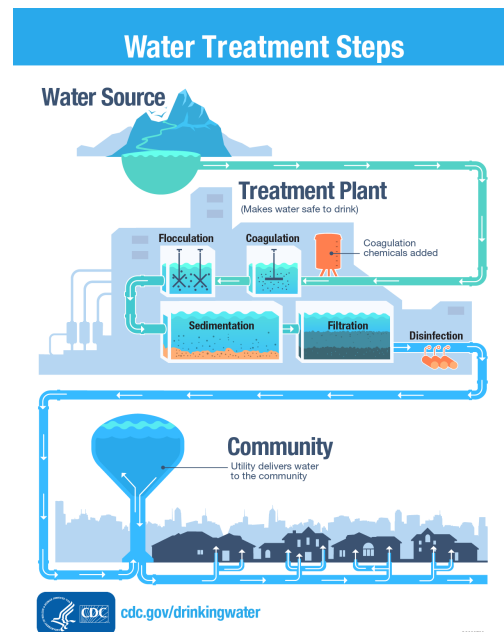 Water Treatment Steps
Water Source
Treatment Plant
(Makes water safe to drink)
Flocculation
Coagulation
Coagulation
chemicals added
Sedimentation
Filtration
Disinfection
Community
Utility delivers water
to the community
CDC
cdc.gov/drinkingwater